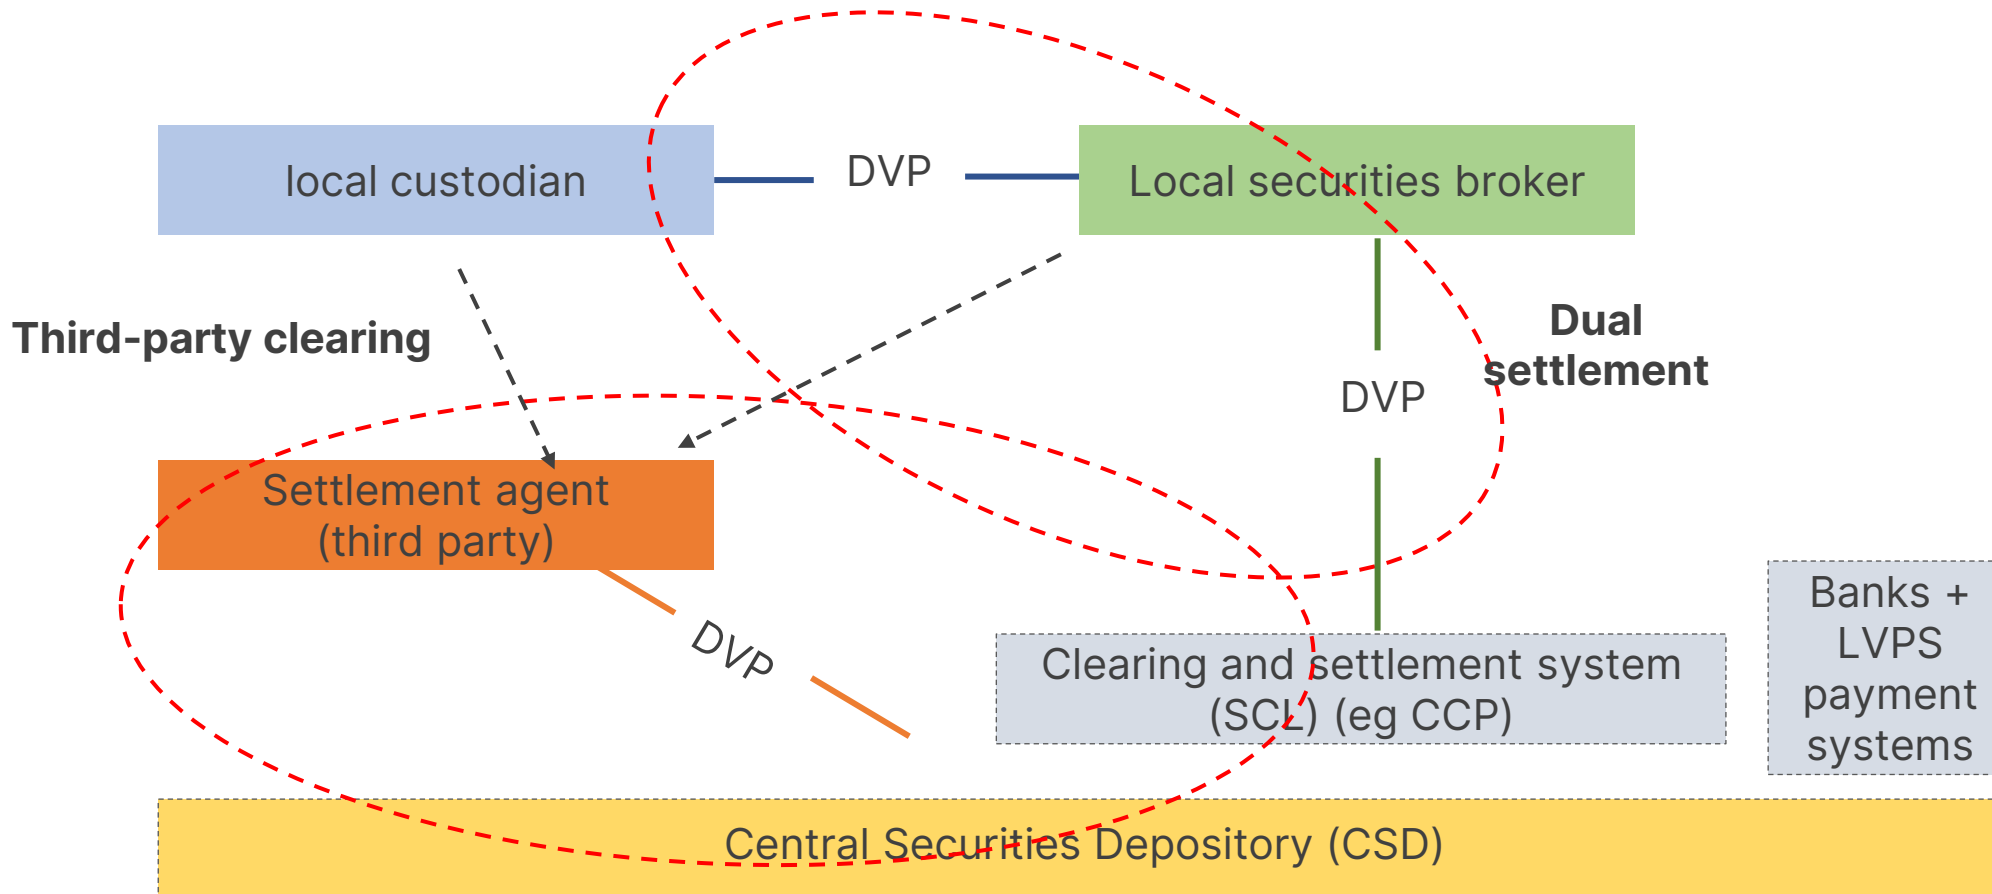 local custodian
DVP
Local securities broker
Third-party clearing
Dual
settlement
DVP
Settlement agent
(third party)
DVP
Clearing and settlement system
(SCL) (eg CCP)
Banks +
LVPS
payment
systems
Central Securities Depository (CSD)